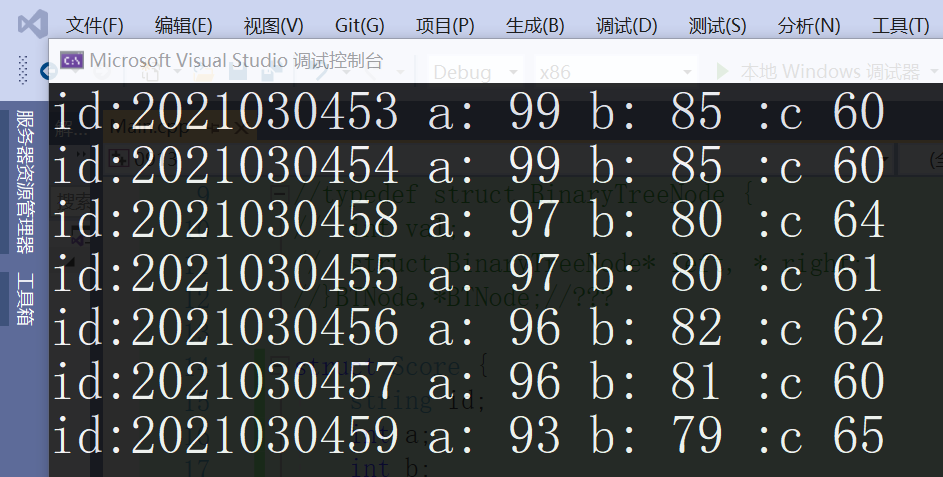 文件(F) 编辑(E) 视图(V) Git(G) 项目(P) 生成(B) 调试(D) 测试(S) 分析(N) 工具(T)
Microsoft Visual Studio 调试控制台
Debug x86 本地 Windows 调试器
服务器资源管理器
工具箱
id:2021030453 a: 99 b: 85 :c 60
id:2021030454 a: 99 b: 85 :c 60
id:2021030458 a: 97 b: 80 :c 64
id:2021030455 a: 97 b: 80 :c 61
id:2021030456 a: 96 b: 82 :c 62
id:2021030457 a: 96 b: 81 :c 60
id:2021030459 a: 93 b: 79 :c 65
Main.cpp
//typedef struct BinaryTreeNode {
struct BinaryTreeNode*
//}BiNode,*BiNode;//???
struct Score {
string id;
int a;
int b;